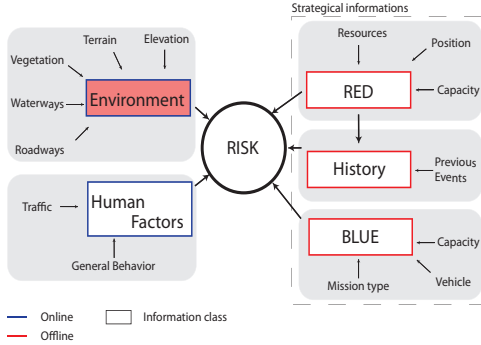 Strategical informations
Terrain
Elevation
Vegetation
Waterways
Environment
Roadways
Resources
Position
RED
Capacity
RISK
History
Previous
Events
Traffic
Human
Factors
General Behavior
BLUE
Capacity
Mission type
Vehicle
Online
Information class
Offline